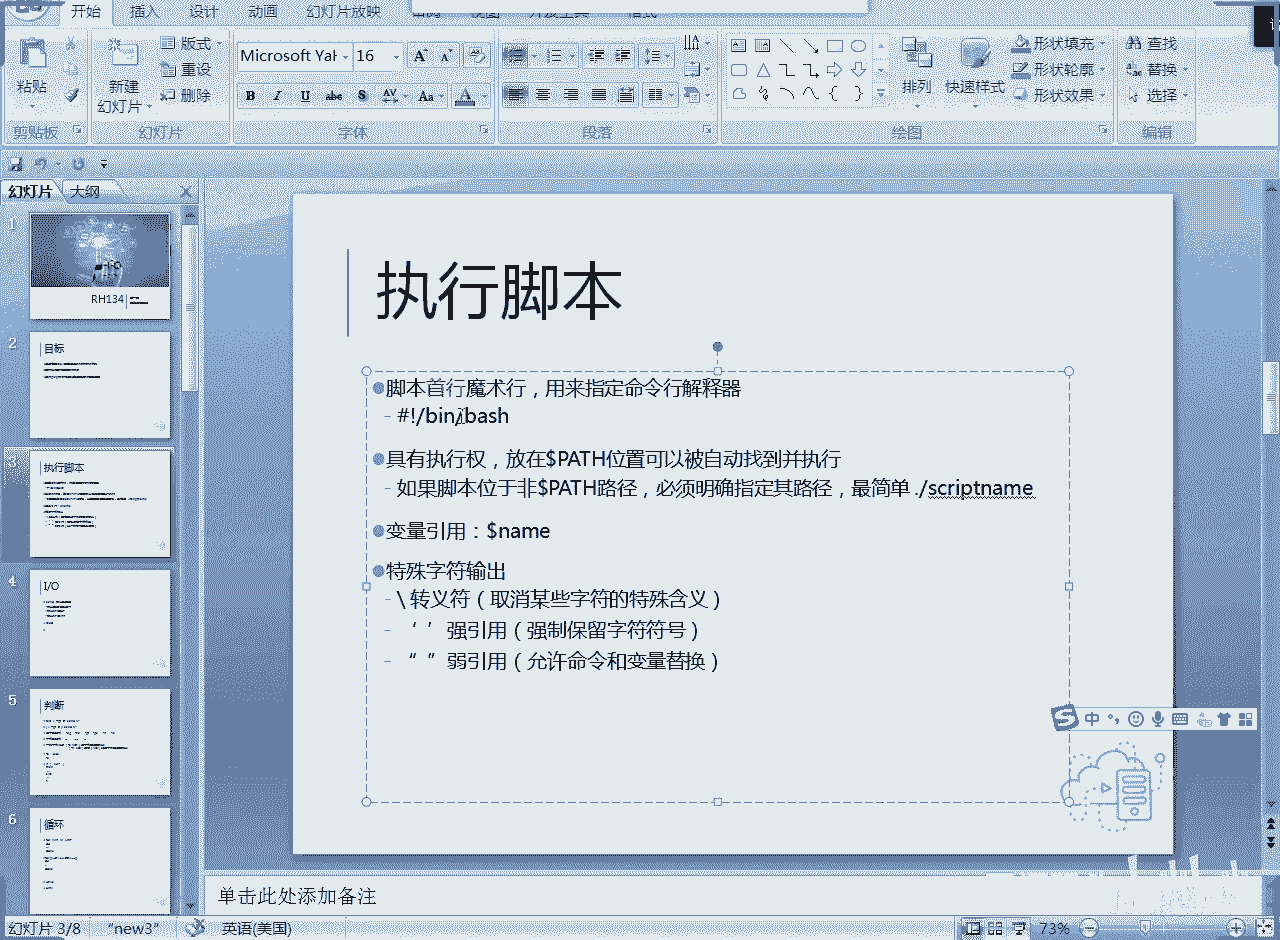 开始 插入 设计 动画 幻灯片放映
粘贴
剪贴板
新建
幻灯片
版式
重设
删除
幻灯片
Microsoft Yal 16
B I U abc S AV Aa A
字体
段落
排列
快速样式
形状填充
形状轮廓
形状效果
绘图
查找
替换
选择
编辑
幻灯片 大纲
1
RH134
2
目标
3
执行脚本
4
I/O
5
判断
6
循环
执行脚本
脚本首行魔术行，用来指定命令行解释器
- #!/bin/bash
具有执行权，放在$PATH位置可以被自动找到并执行
- 如果脚本位于非$PATH路径，必须明确指定其路径，最简单 ./scriptname
变量引用：$name
特殊字符输出
- \ 转义符（取消某些字符的特殊含义）
- ‘ ’ 强引用（强制保留字符符号）
- “ ” 弱引用（允许命令和变量替换）
S 中
单击此处添加备注
幻灯片 3/8 "new3" 英语(美国) 73%